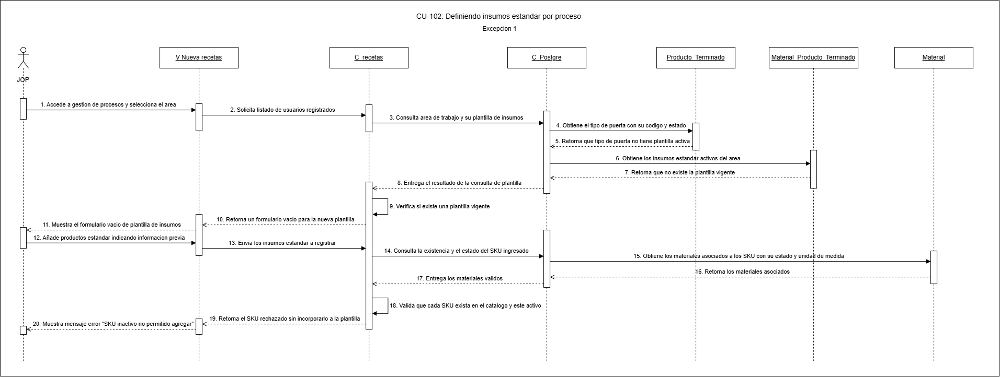 CU-102: Definiendo insumos estandar por proceso
Excepcion 1
JOP
V Nueva recetas
C_recetas
C_Postgre
Producto_Terminado
Material_Producto_Terminado
Material
1. Accede a gestion de procesos y selecciona el area
2. Solicita listado de usuarios registrados
3. Consulta area de trabajo y su plantilla de insumos
4. Obtiene el tipo de puerta con su codigo y estado
5. Retorna que tipo de puerta no tiene plantilla activa
6. Obtiene los insumos estandar activos del area
7. Retorna que no existe la plantilla vigente
8. Entrega el resultado de la consulta de plantilla
9. Verifica si existe una plantilla vigente
10. Retorna un formulario vacio para la nueva plantilla
11. Muestra el formulario vacio de plantilla de insumos
12. Añade productos estandar indicando informacion previa
13. Envia los insumos estandar a registrar
14. Consulta la existencia y el estado del SKU ingresado
15. Obtiene los materiales asociados a los SKU con su estado y unidad de medida
16. Retorna los materiales asociados
17. Entrega los materiales validos
18. Valida que cada SKU exista en el catalogo y este activo
19. Retorna el SKU rechazado sin incorporarlo a la plantilla
20. Muestra mensaje error "SKU inactivo no permitido agregar"